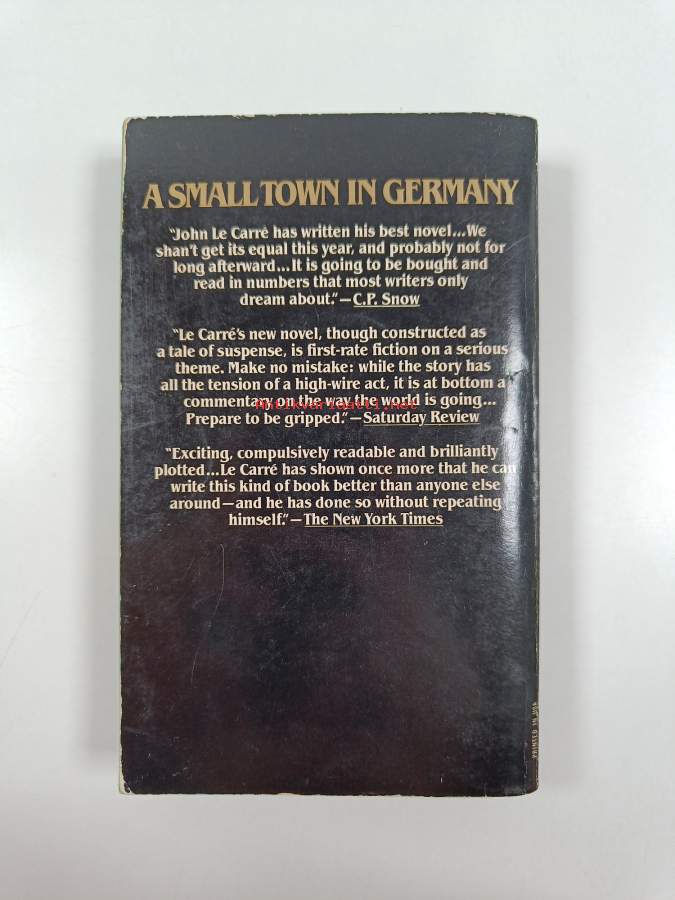 A SMALL TOWN IN GERMANY
"John Le Carré has written his best novel...We
shan't get its equal this year, and probably not for
long afterward...It is going to be bought and
read in numbers that most writers only
dream about."—C.P. Snow
"Le Carré's new novel, though constructed as
a tale of suspense, is first-rate fiction on a serious
theme. Make no mistake: while the story has
all the tension of a high-wire act, it is at bottom a
commentary on the way the world is going...
Antikvariaatti.net
Prepare to be gripped."—Saturday Review
"Exciting, compulsively readable and brilliantly
plotted...Le Carré has shown once more that he can
write this kind of book better than anyone else
around—and he has done so without repeating
himself."—The New York Times
PRINTED IN USA